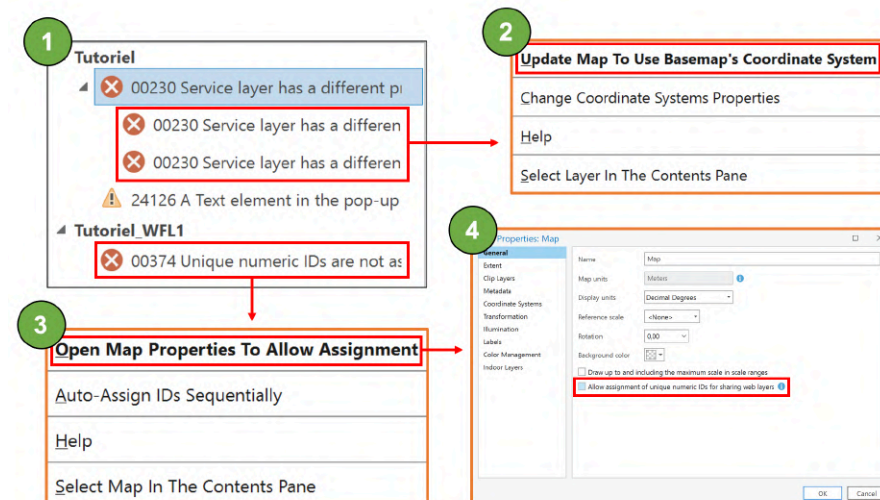 1
Tutoriel
00230 Service layer has a different p
00230 Service layer has a differen
00230 Service layer has a differen
24126 A Text element in the pop-up
Tutoriel_WFL1
00374 Unique numeric IDs are not as
2
Update Map To Use Basemap's Coordinate System
Change Coordinate Systems Properties
Help
Select Layer In The Contents Pane
3
Open Map Properties To Allow Assignment
Auto-Assign IDs Sequentially
Help
Select Map In The Contents Pane
4
Properties: Map
General
Extent
Clip Layers
Metadata
Coordinate Systems
Transformation
Illumination
Labels
Color Management
Indoor Layers
Name Map
Map units Meters
Display units Decimal Degrees
Reference scale <None>
Rotation 0,00
Background color
Draw up to and including the maximum scale in scale ranges
Allow assignment of unique numeric IDs for sharing web layers
OK Cancel